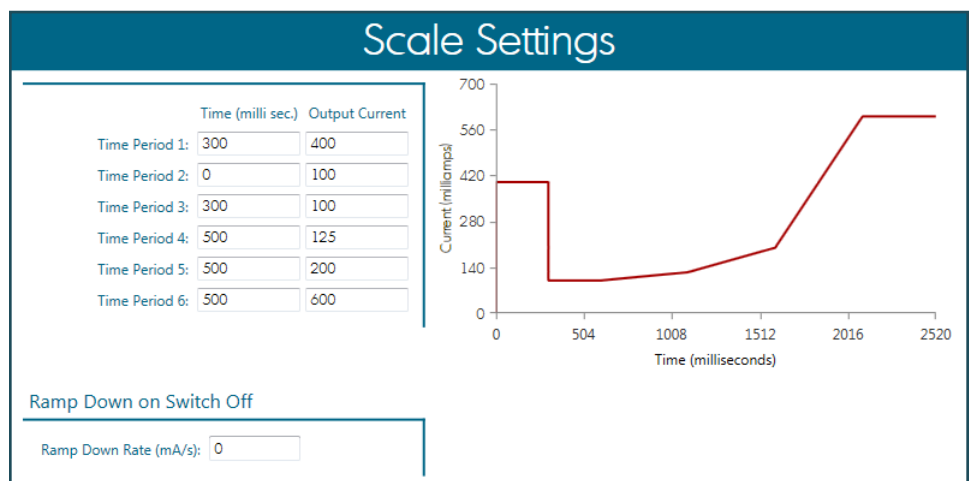 Scale Settings
Time (milli sec.) Output Current
Time Period 1: 300 400
Time Period 2: 0 100
Time Period 3: 300 100
Time Period 4: 500 125
Time Period 5: 500 200
Time Period 6: 500 600
Current (milliamps)
700
560
420
280
140
0
0 504 1008 1512 2016 2520
Time (milliseconds)
Ramp Down on Switch Off
Ramp Down Rate (mA/s): 0